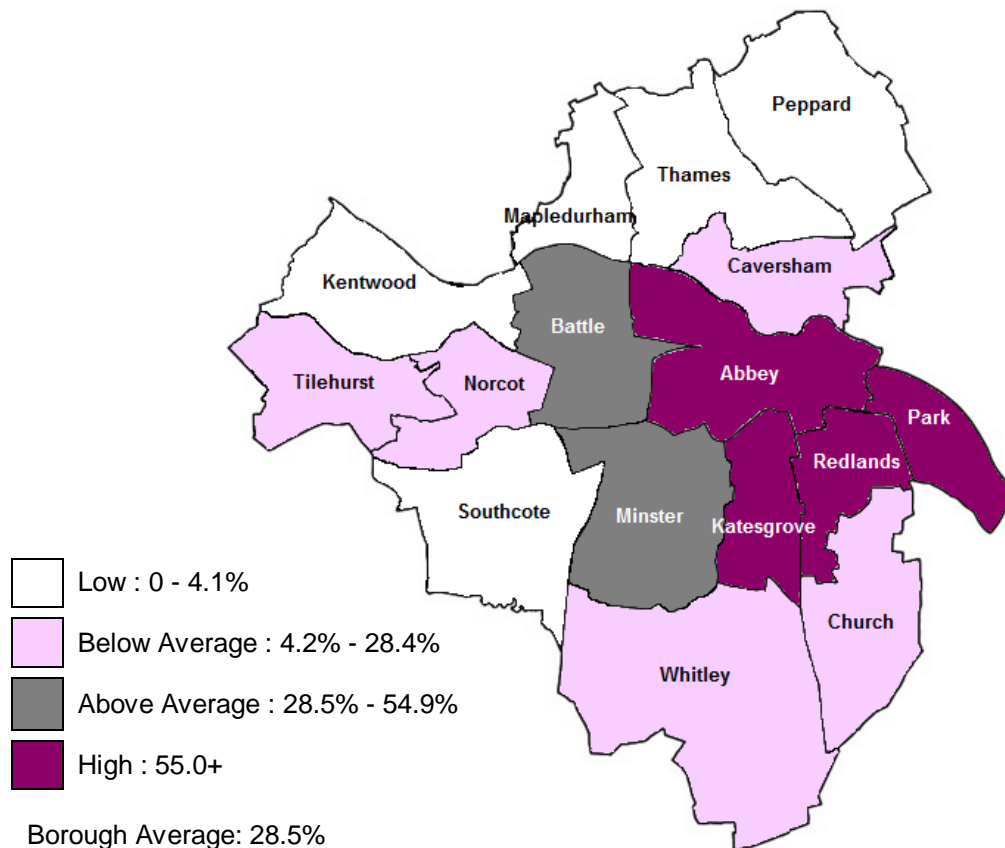 Peppard
Thames
Mapledurham
Caversham
Kentwood
Battle
Tilehurst
Norcot
Abbey
Park
Redlands
Southcote
Minster
Katesgrove
Church
Whitley
Low : 0 - 4.1%
Below Average : 4.2% - 28.4%
Above Average : 28.5% - 54.9%
High : 55.0+
Borough Average: 28.5%